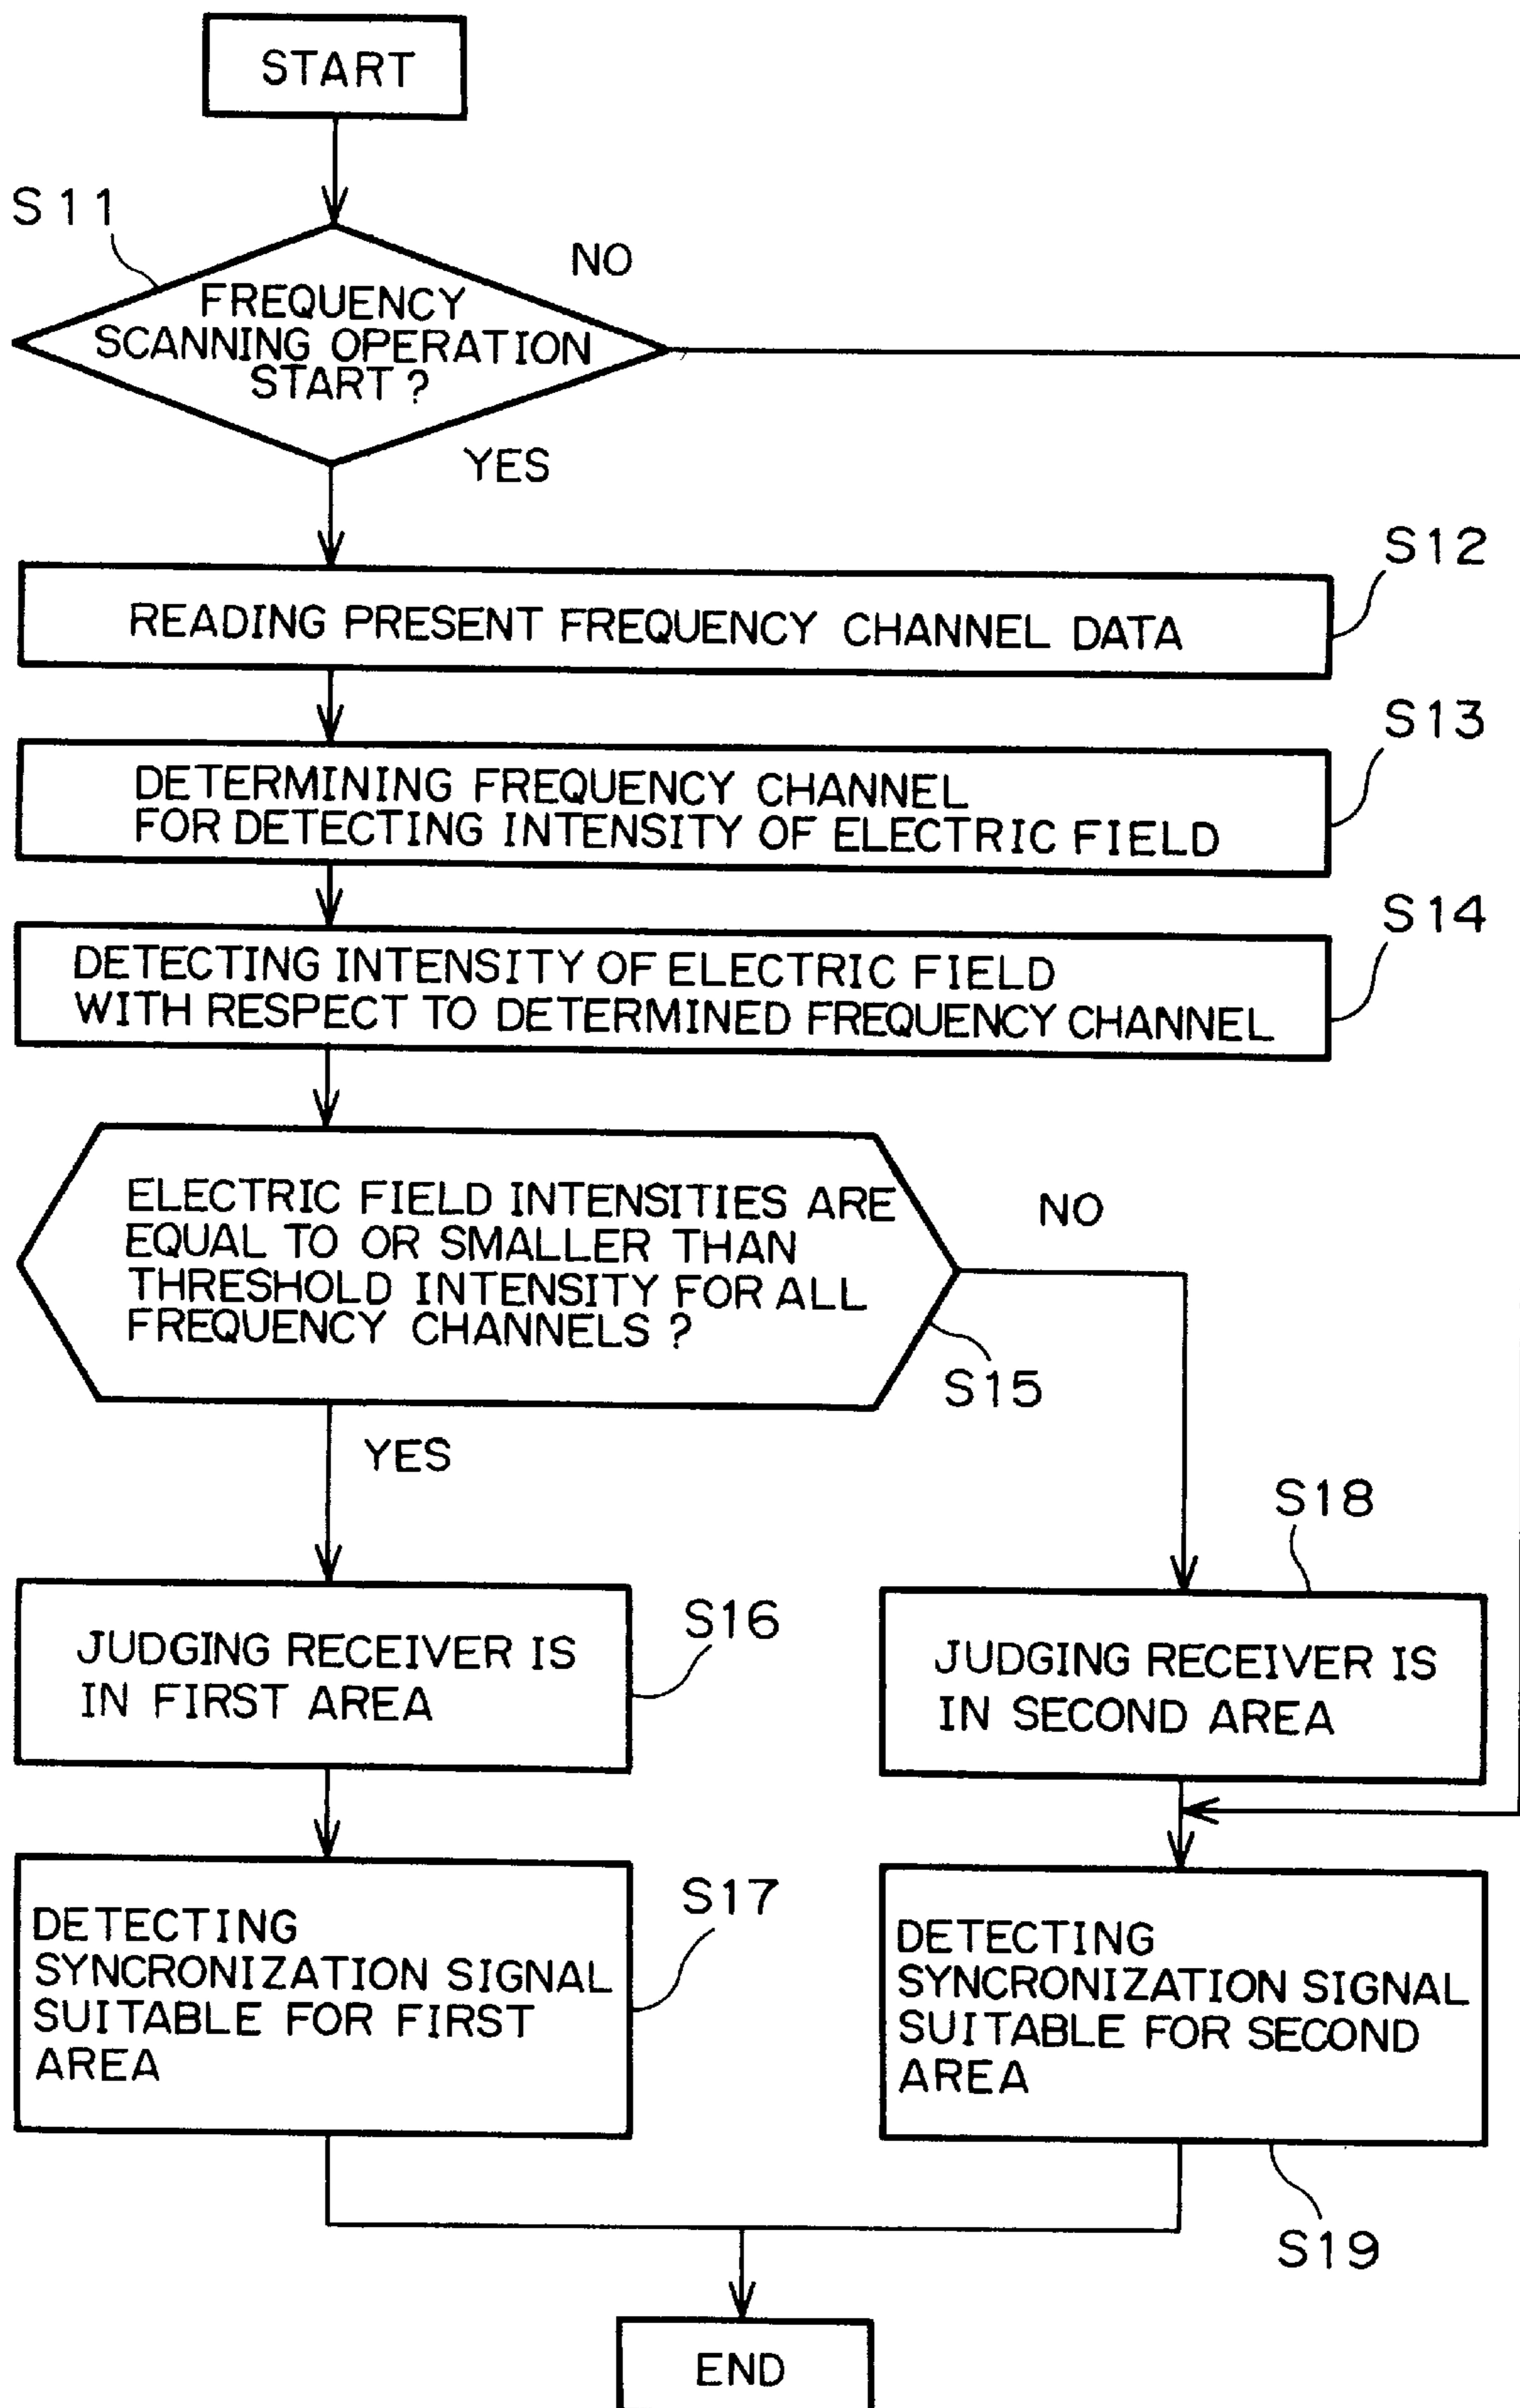 START
S11
NO
FREQUENCY
SCANNING OPERATION
START ?
YES
S12
READING PRESENT FREQUENCY CHANNEL DATA
S13
DETERMINING FREQUENCY CHANNEL
FOR DETECTING INTENSITY OF ELECTRIC FIELD
S14
DETECTING INTENSITY OF ELECTRIC FIELD
WITH RESPECT TO DETERMINED FREQUENCY CHANNEL
ELECTRIC FIELD INTENSITIES ARE
EQUAL TO OR SMALLER THAN
THRESHOLD INTENSITY FOR ALL
FREQUENCY CHANNELS ?
NO
S15
YES
S16
JUDGING RECEIVER IS
IN FIRST AREA
S18
JUDGING RECEIVER IS
IN SECOND AREA
S17
DETECTING
SYNCRONIZATION SIGNAL
SUITABLE FOR FIRST
AREA
DETECTING
SYNCRONIZATION SIGNAL
SUITABLE FOR SECOND
AREA
S19
END